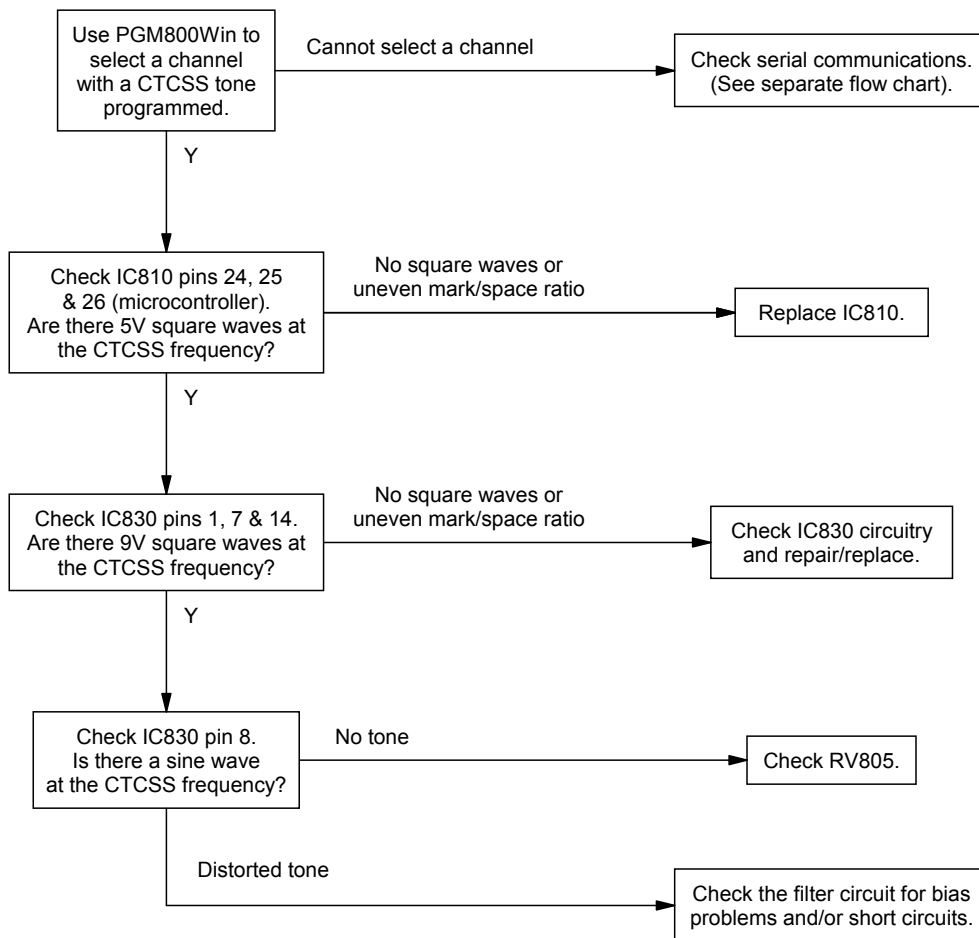 Use PGM800Win to
select a channel
with a CTCSS tone
programmed.
Cannot select a channel
Check serial communications.
(See separate flow chart).
Y
Check IC810 pins 24, 25
& 26 (microcontroller).
Are there 5V square waves at
the CTCSS frequency?
No square waves or
uneven mark/space ratio
Replace IC810.
Y
Check IC830 pins 1, 7 & 14.
Are there 9V square waves at
the CTCSS frequency?
No square waves or
uneven mark/space ratio
Check IC830 circuitry
and repair/replace.
Y
Check IC830 pin 8.
Is there a sine wave
at the CTCSS frequency?
No tone
Check RV805.
Distorted tone
Check the filter circuit for bias
problems and/or short circuits.